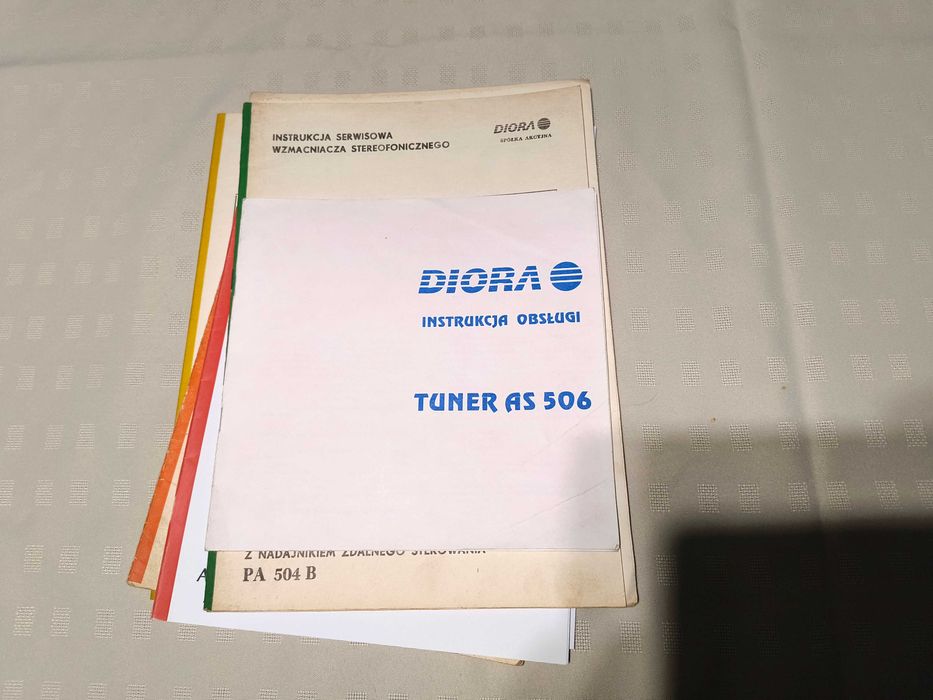 INSTRUKCJA SERWISOWA
WZMACNIACZA STEREOFONICZNEGO
DIORA
SPÓŁKA AKCYJNA
DIORA
INSTRUKCJA OBSŁUGI
TUNER AS 506
Z NADAJNIKIEM ZDALNEGO STEROWANIA
PA 504 B
A